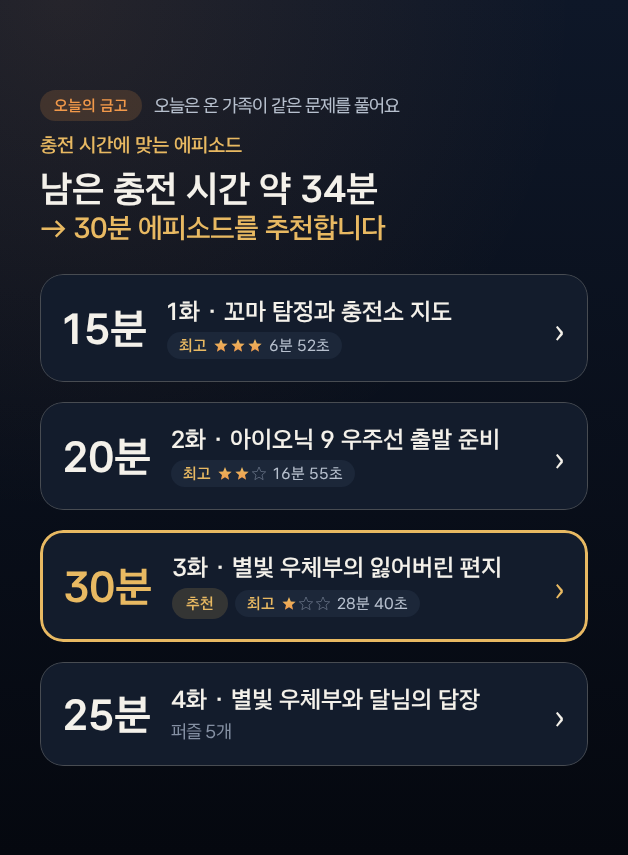 오늘의 금고 오늘은 온 가족이 같은 문제를 풀어요
충전 시간에 맞는 에피소드
남은 충전 시간 약 34분
→ 30분 에피소드를 추천합니다
15분
1화 · 꼬마 탐정과 충전소 지도
최고 ★★★ 6분 52초
20분
2화 · 아이오닉 9 우주선 출발 준비
최고 ★★☆ 16분 55초
30분
3화 · 별빛 우체부의 잃어버린 편지
추천 최고 ★☆☆ 28분 40초
25분
4화 · 별빛 우체부와 달님의 답장
퍼즐 5개